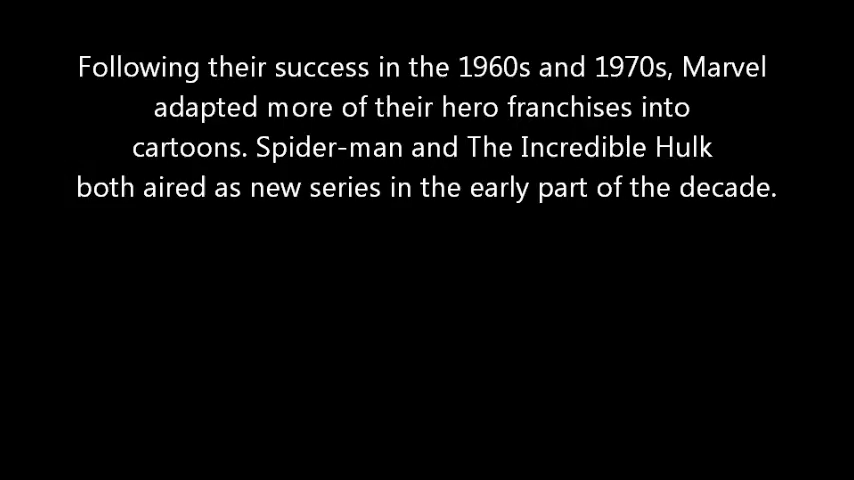 Following their success in the 1960s and 1970s, Marvel
adapted more of their hero franchises into
cartoons. Spider-man and The Incredible Hulk
both aired as new series in the early part of the decade.